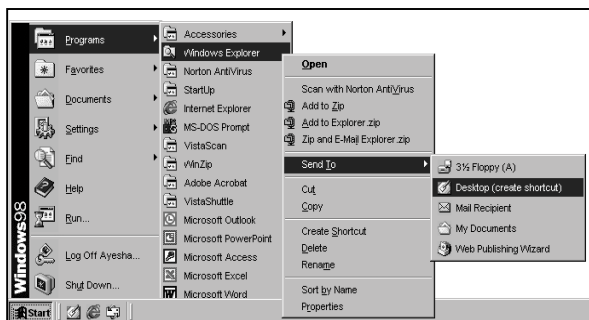 Programs
Favorites
Documents
Settings
Find
Help
Run...
Log Off Ayesha...
Shut Down...
Windows98
Start
Accessories
Windows Explorer
Norton AntiVirus
StartUp
Internet Explorer
MS-DOS Prompt
VistaScan
WinZip
Adobe Acrobat
VistaShuttle
Microsoft Outlook
Microsoft PowerPoint
Microsoft Access
Microsoft Excel
Microsoft Word
Open
Scan with Norton AntiVirus
Add to Zip
Add to Explorer.zip
Zip and E-Mail Explorer.zip
Send To
Cut
Copy
Create Shortcut
Delete
Rename
Sort by Name
Properties
3½ Floppy (A)
Desktop (create shortcut)
Mail Recipient
My Documents
Web Publishing Wizard